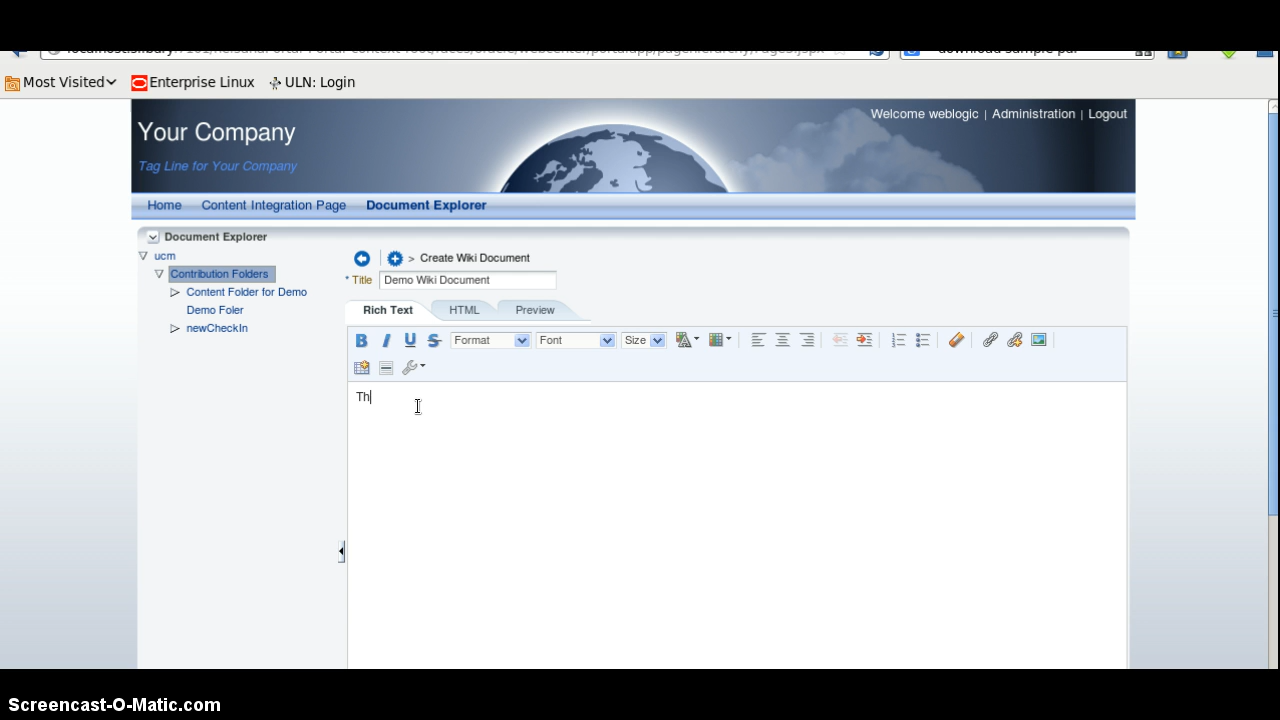 Most Visited
Enterprise Linux
ULN: Login
Your Company
Tag Line for Your Company
Welcome weblogic | Administration | Logout
Home
Content Integration Page
Document Explorer
Document Explorer
ucm
Contribution Folders
Content Folder for Demo
Demo Foler
newCheckIn
> Create Wiki Document
* Title Demo Wiki Document
Rich Text
HTML
Preview
B I U S Format Font Size
Th
Screencast-O-Matic.com